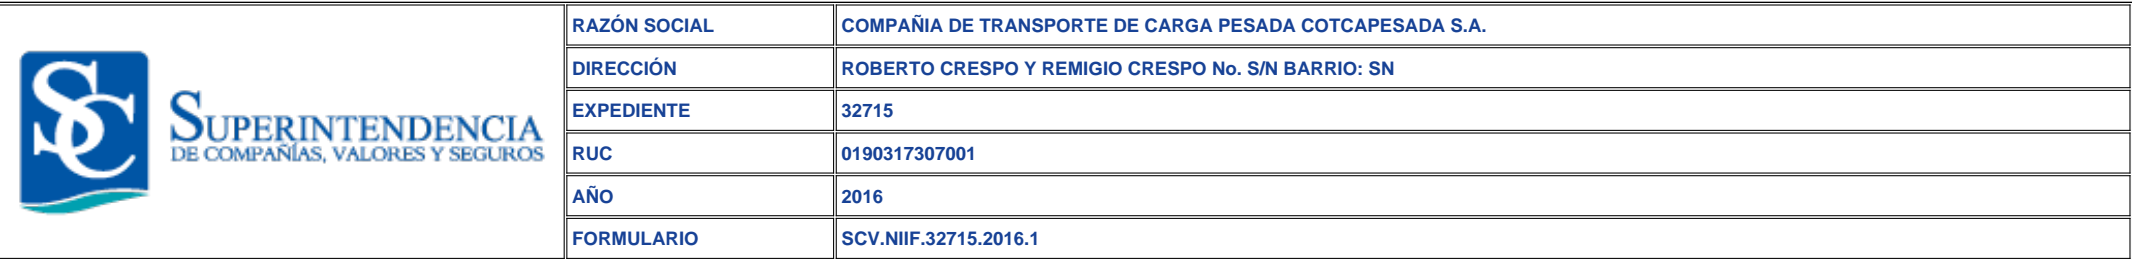 SC
SUPERINTENDENCIA
DE COMPAÑÍAS, VALORES Y SEGUROS
RAZÓN SOCIAL COMPAÑIA DE TRANSPORTE DE CARGA PESADA COTCAPESADA S.A.
DIRECCIÓN ROBERTO CRESPO Y REMIGIO CRESPO No. S/N BARRIO: SN
EXPEDIENTE 32715
RUC 0190317307001
AÑO 2016
FORMULARIO SCV.NIIF.32715.2016.1